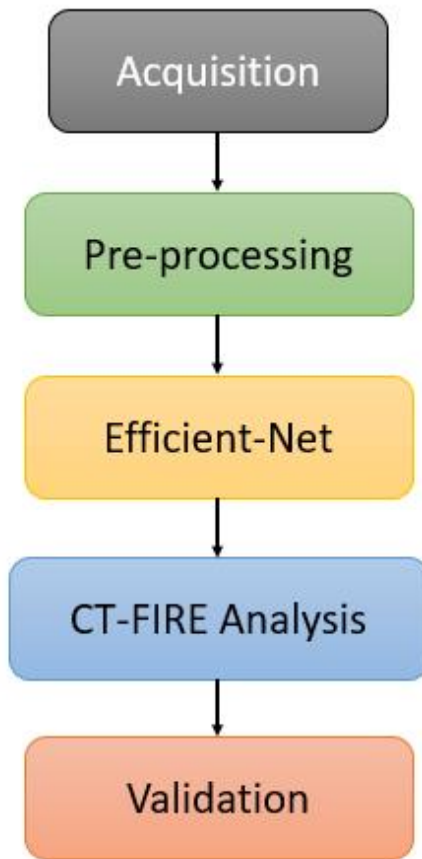 Acquisition
Pre-processing
Efficient-Net
CT-FIRE Analysis
Validation